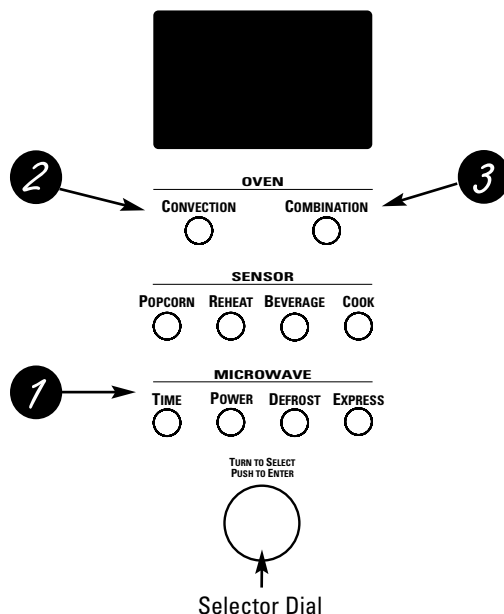 OVEN
2
3
CONVECTION COMBINATION
SENSOR
POPCORN REHEAT BEVERAGE COOK
MICROWAVE
1
TIME POWER DEFROST EXPRESS
TURN TO SELECT
PUSH TO ENTER
Selector Dial